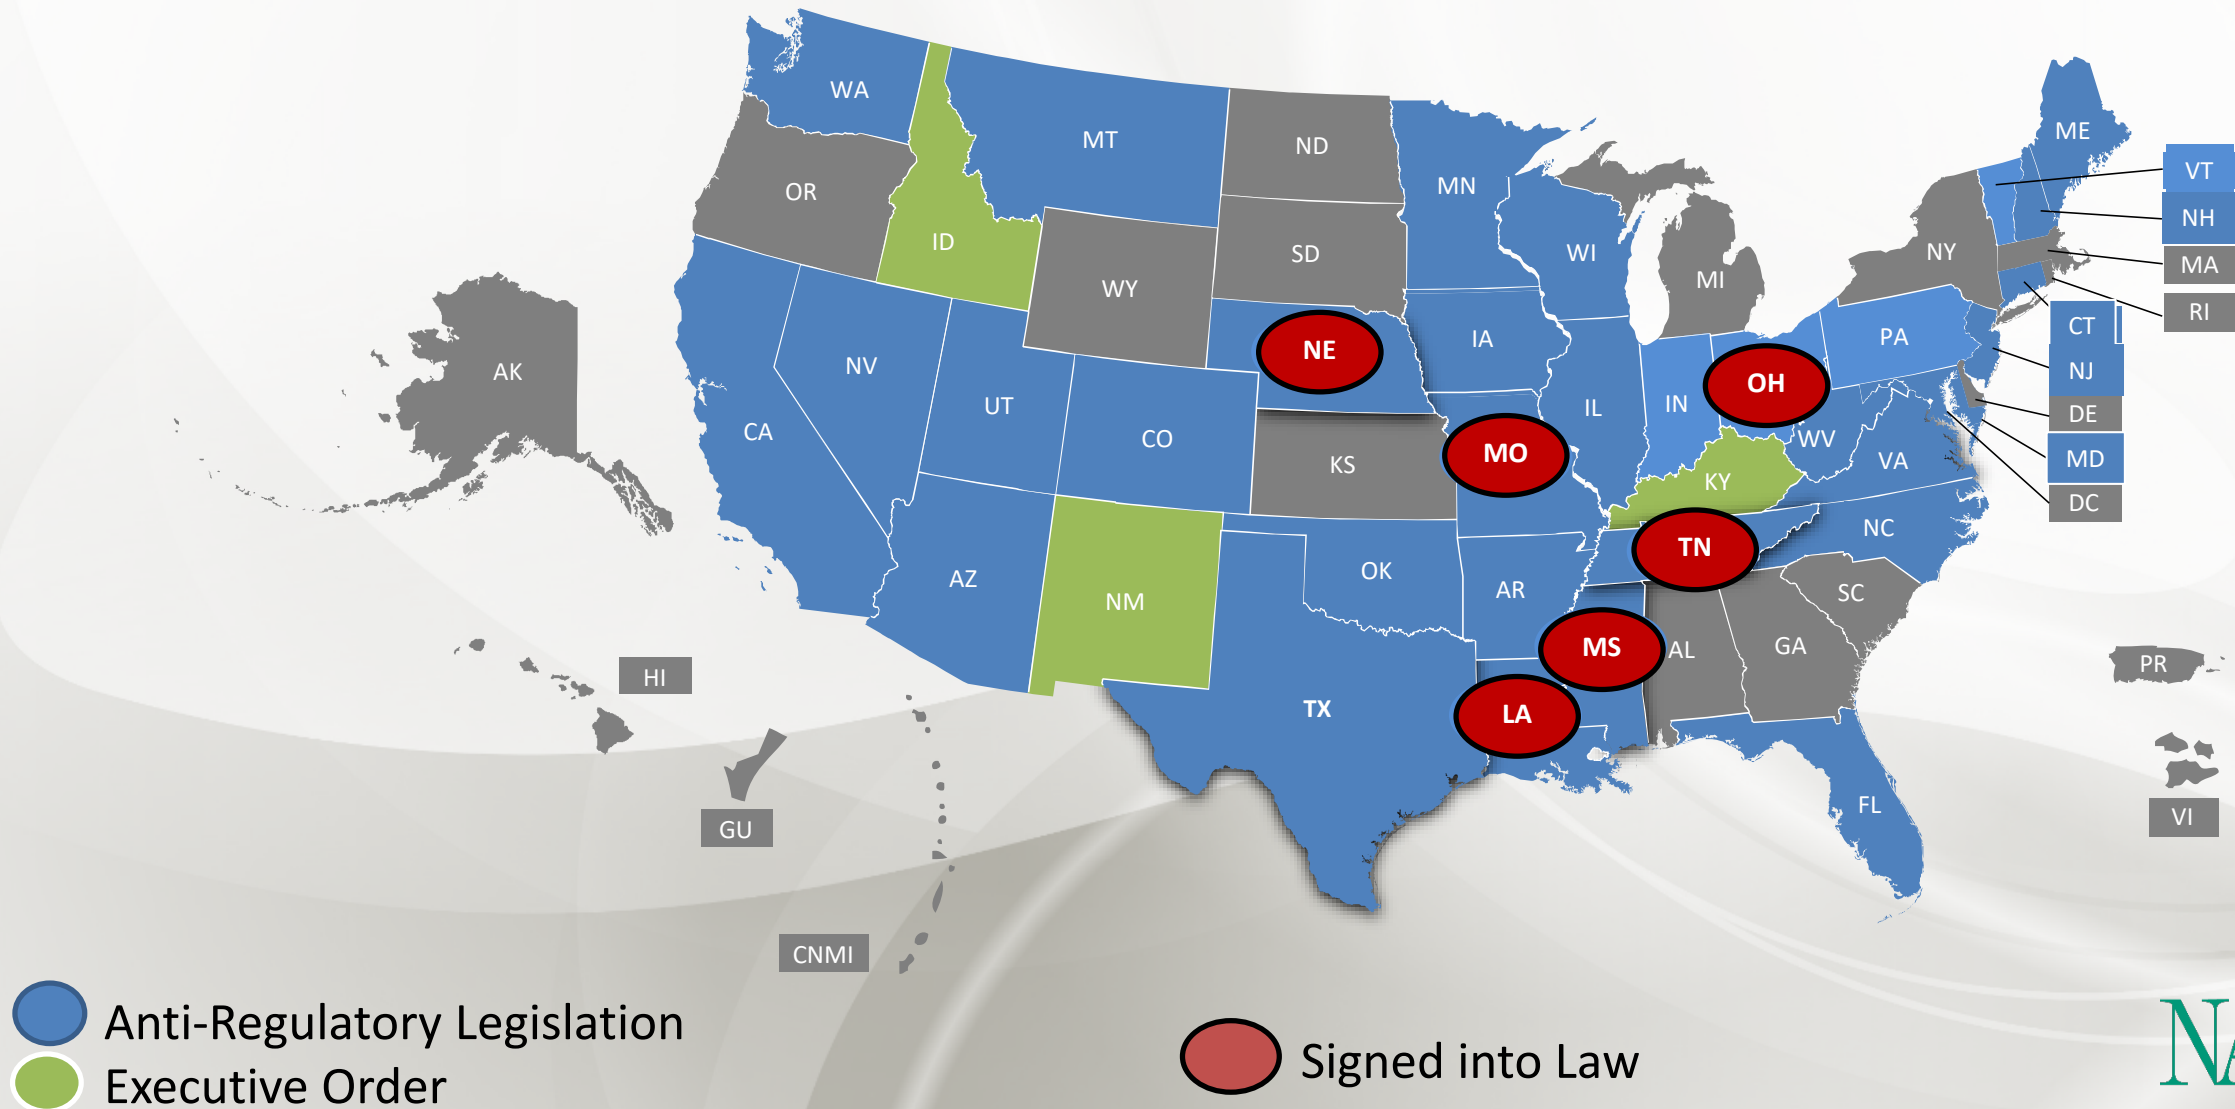 WA
MT
ND
MN
ME
VT
OR
ID
SD
WI
NH
WY
MI
NY
MA
RI
NE
IA
PA
CT
AK
NV
UT
OH
NJ
CA
CO
IL
IN
DE
KS
MO
WV
VA
MD
KY
DC
TN
NC
AZ
NM
OK
AR
SC
HI
MS
AL
GA
PR
TX
LA
FL
GU
VI
CNMI
Anti-Regulatory Legislation
Executive Order
Signed into Law